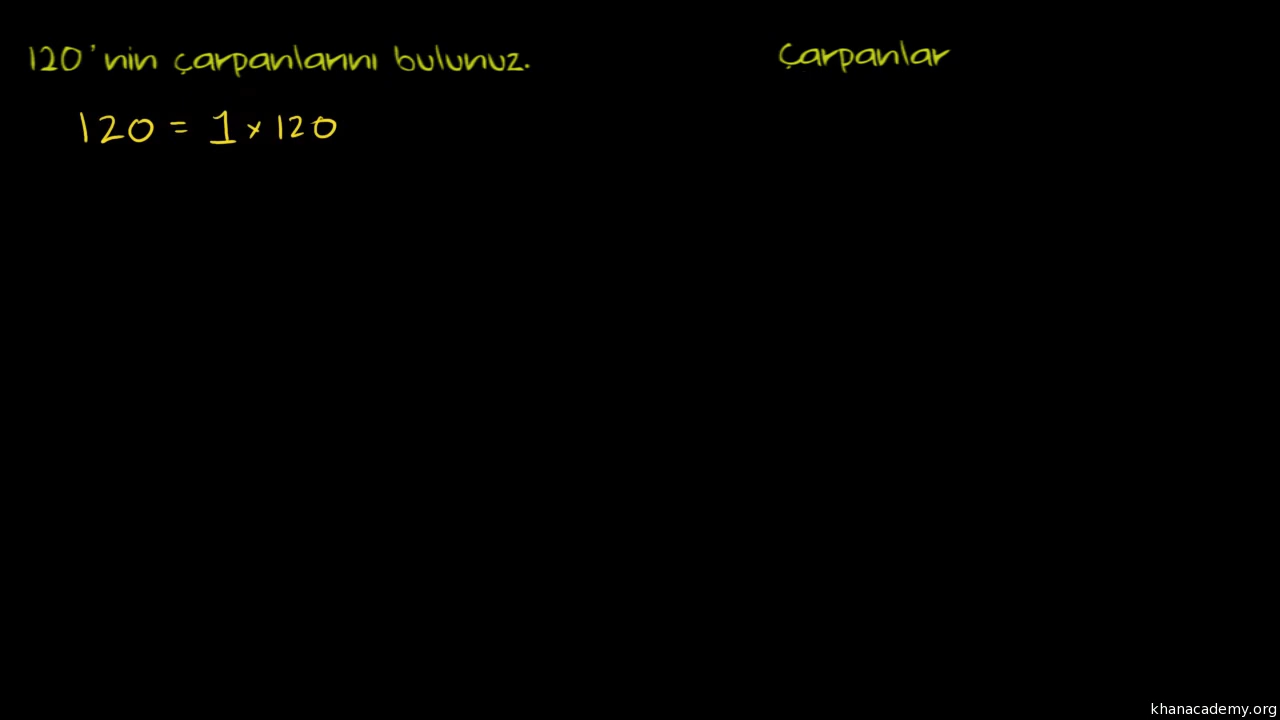 120'nin çarpanlarını bulunuz.
Çarpanlar
120 = 1 x 120
khanacademy.org